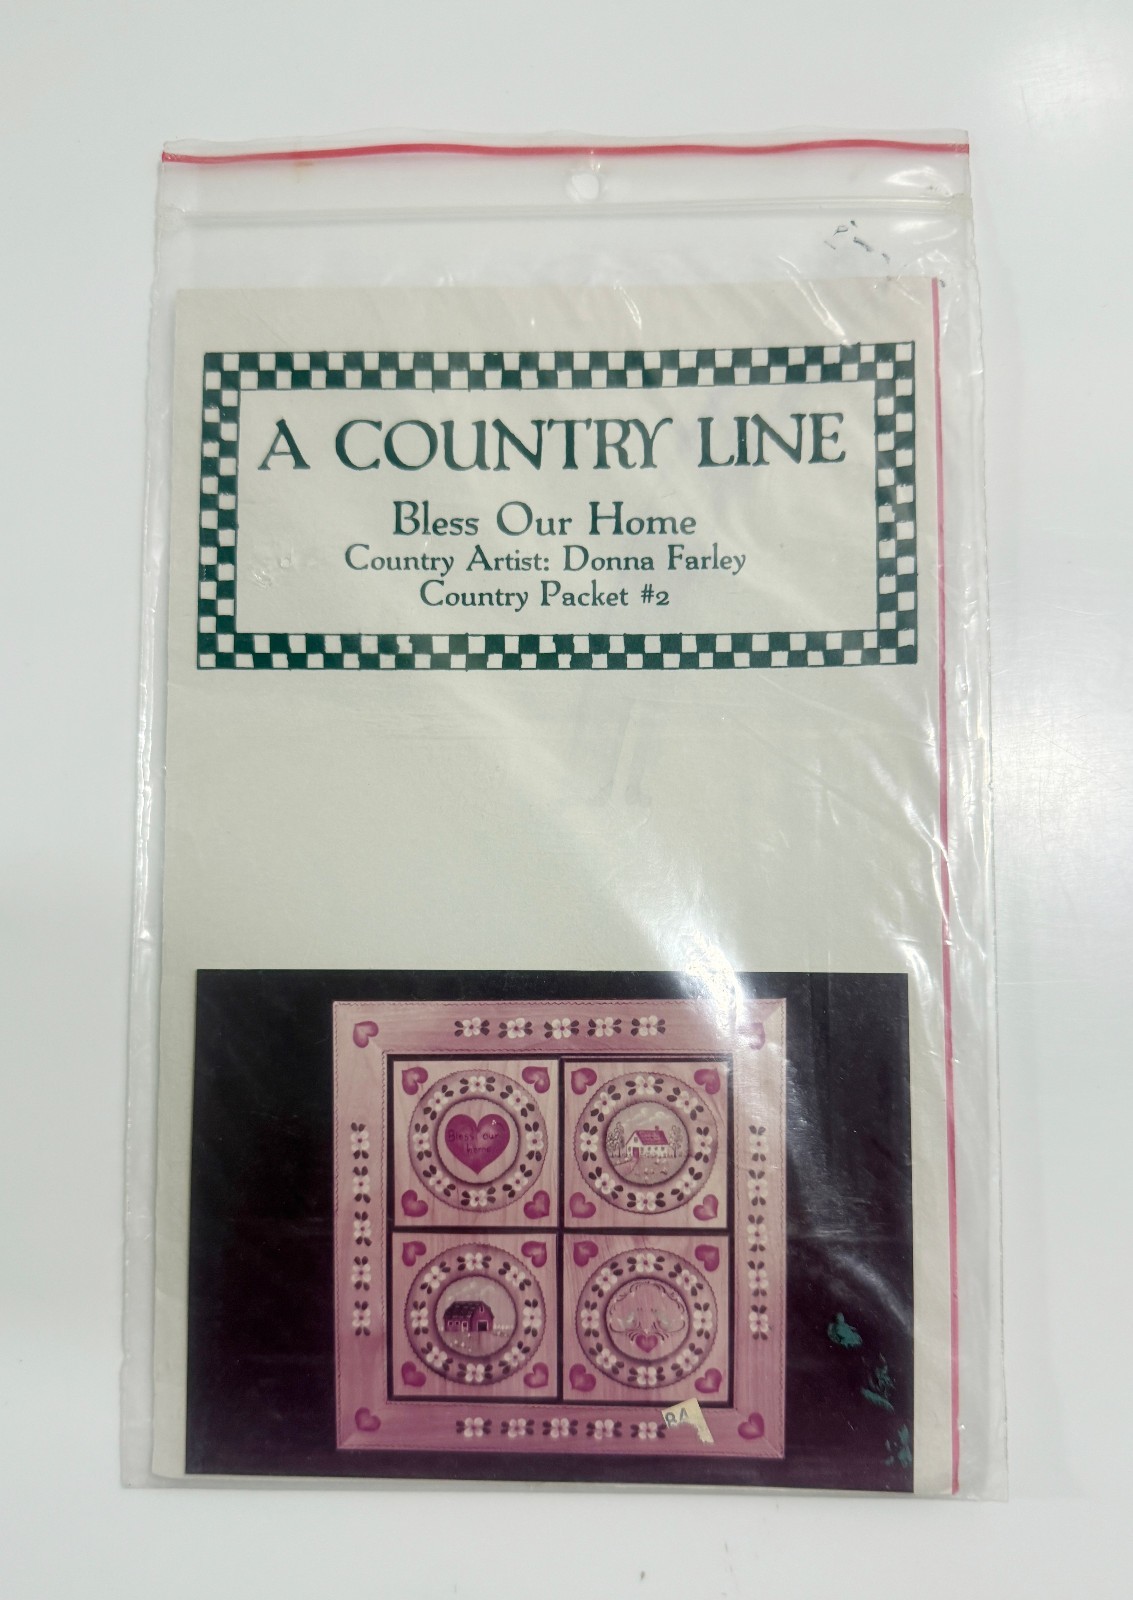 A COUNTRY LINE
Bless Our Home
Country Artist: Donna Farley
Country Packet #2
Bless our
home